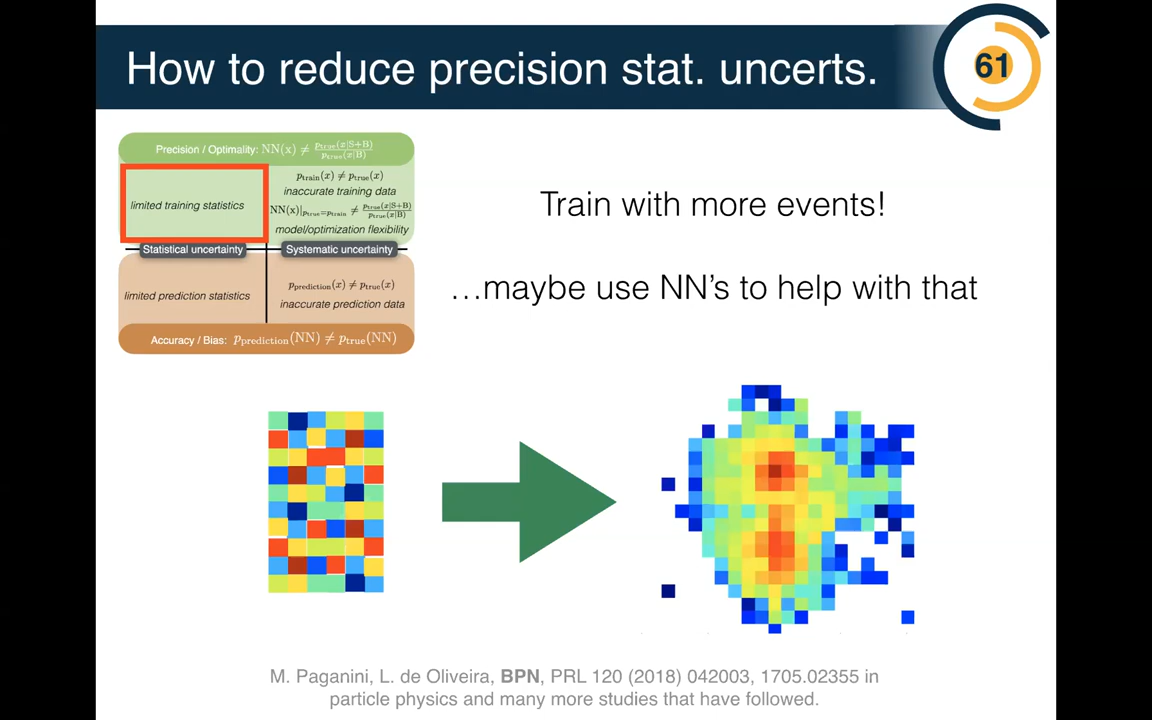 How to reduce precision stat. uncerts.
61
Precision / Optimality: NN(x) ≠ p_true(x|S+B) / p_true(x|B)
limited training statistics
p_train(x) ≠ p_true(x)
inaccurate training data
NN(x)|_{p_true=p_train} ≠ p_true(x|S+B) / p_true(x|B)
model/optimization flexibility
Statistical uncertainty
Systematic uncertainty
limited prediction statistics
p_prediction(x) ≠ p_true(x)
inaccurate prediction data
Accuracy / Bias: p_prediction(NN) ≠ p_true(NN)
Train with more events!
…maybe use NN’s to help with that
M. Paganini, L. de Oliveira, BPN, PRL 120 (2018) 042003, 1705.02355 in
particle physics and many more studies that have followed.